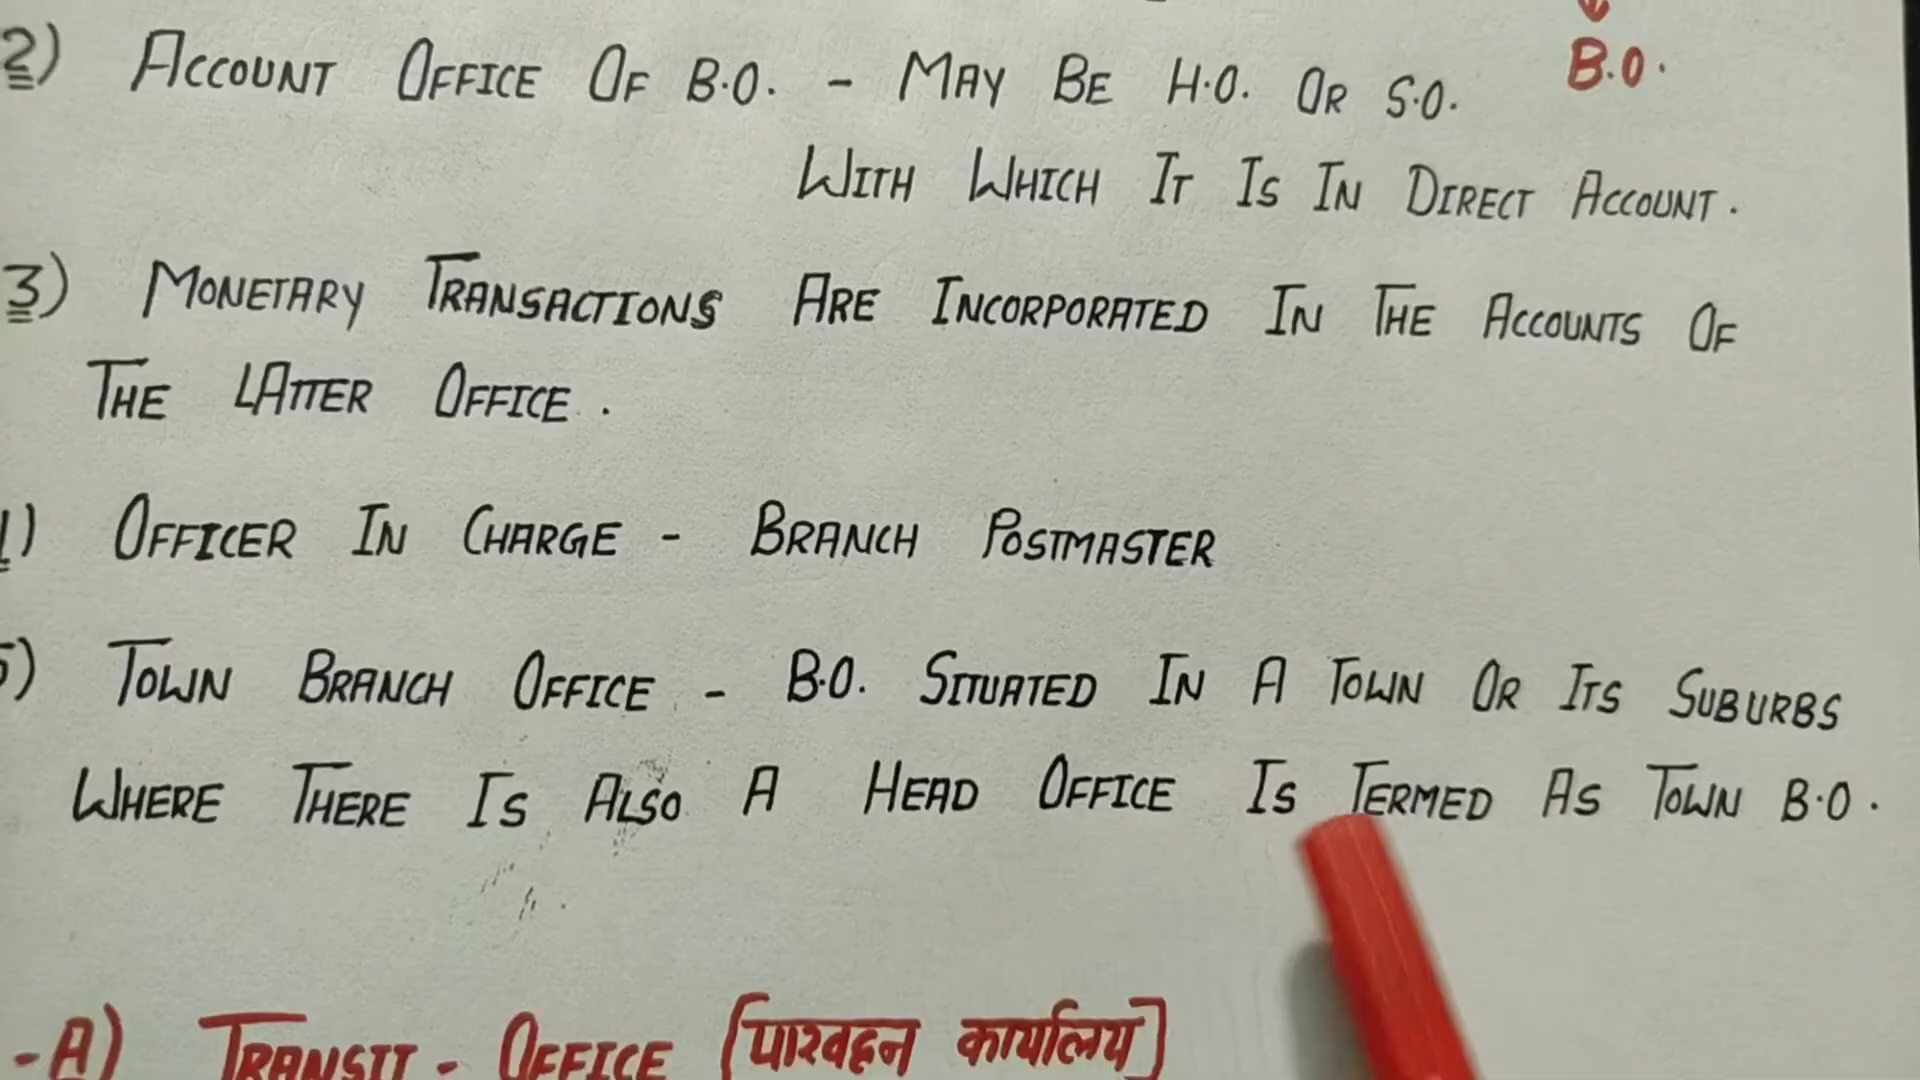 B.O.
2) ACCOUNT OFFICE OF B.O. - MAY BE H.O. OR S.O.
WITH WHICH IT IS IN DIRECT ACCOUNT.
3) MONETARY TRANSACTIONS ARE INCORPORATED IN THE ACCOUNTS OF
THE LATTER OFFICE.
) OFFICER IN CHARGE - BRANCH POSTMASTER
5) TOWN BRANCH OFFICE - B.O. SITUATED IN A TOWN OR ITS SUBURBS
WHERE THERE IS ALSO A HEAD OFFICE IS TERMED AS TOWN B.O.
-A) TRANSIT - OFFICE [पारवहन कार्यालय]